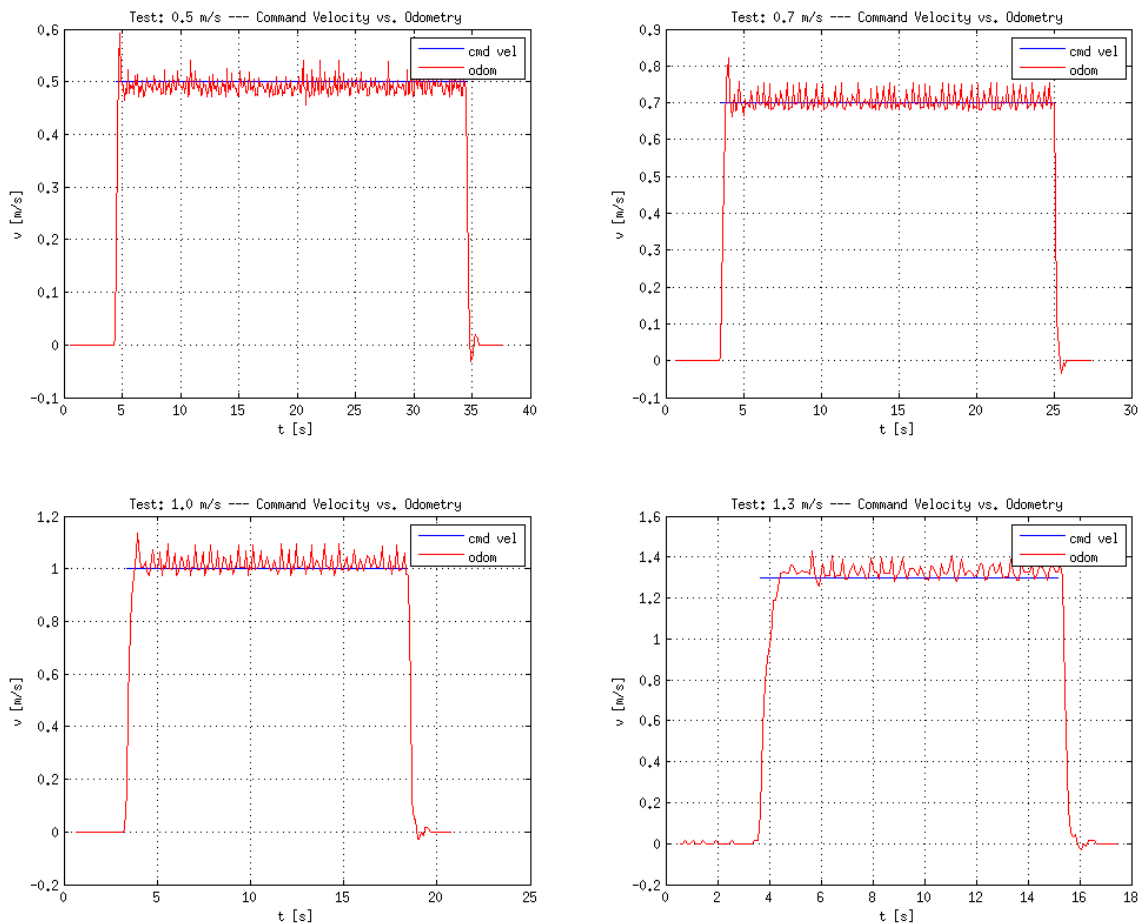 Test: 0.5 m/s --- Command Velocity vs. Odometry
0.6
0.5
0.4
0.3
0.2
0.1
0
-0.1
v [m/s]
cmd vel
odom
0 5 10 15 20 25 30 35 40
t [s]
Test: 0.7 m/s --- Command Velocity vs. Odometry
0.9
0.8
0.7
0.6
0.5
0.4
0.3
0.2
0.1
0
-0.1
v [m/s]
cmd vel
odom
0 5 10 15 20 25 30
t [s]
Test: 1.0 m/s --- Command Velocity vs. Odometry
1.2
1
0.8
0.6
0.4
0.2
0
-0.2
v [m/s]
cmd vel
odom
0 5 10 15 20 25
t [s]
Test: 1.3 m/s --- Command Velocity vs. Odometry
1.6
1.4
1.2
1
0.8
0.6
0.4
0.2
0
-0.2
v [m/s]
cmd vel
odom
0 2 4 6 8 10 12 14 16 18
t [s]